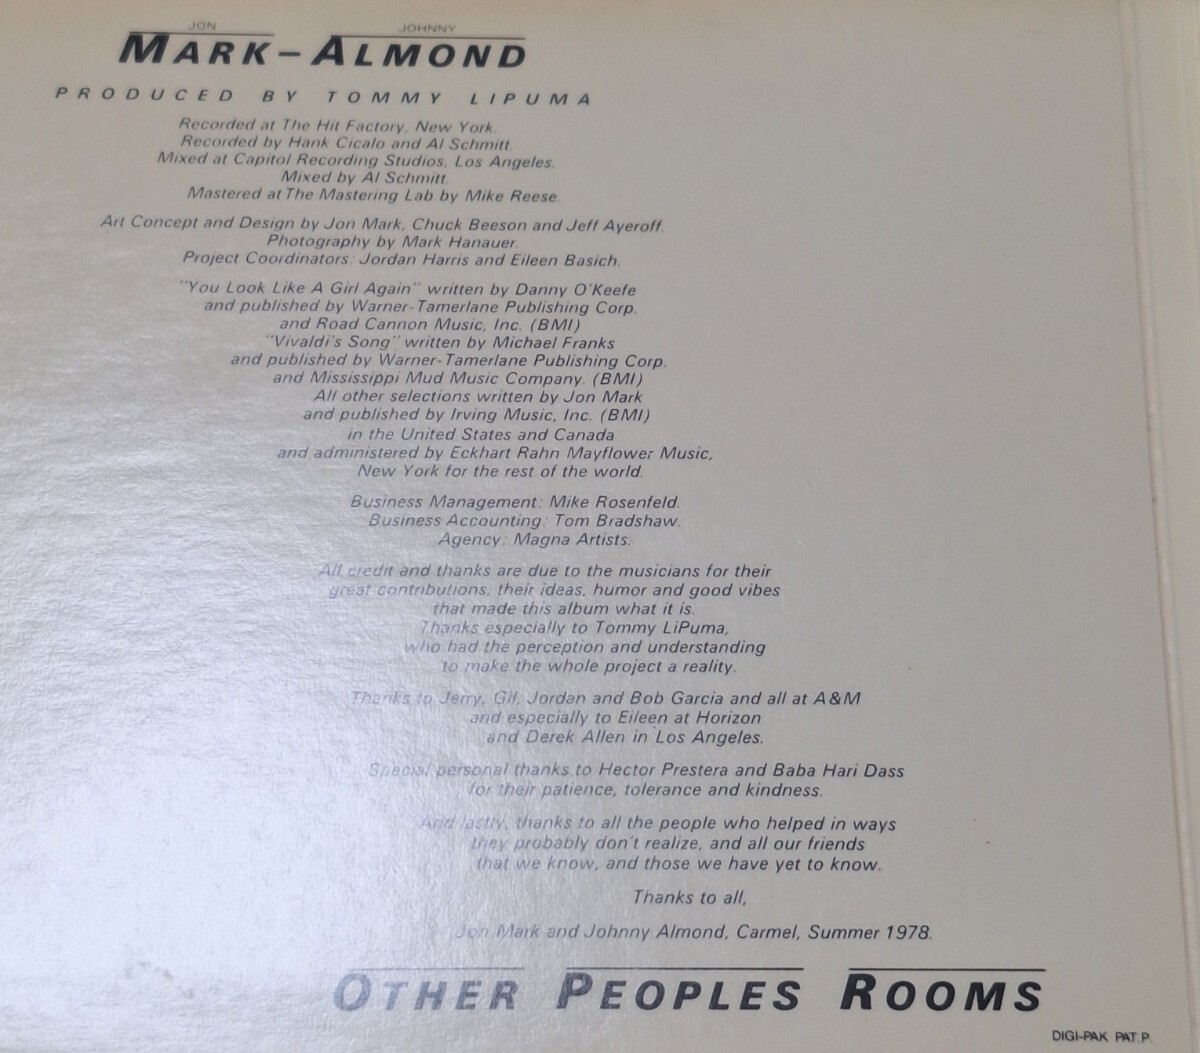 JON JOHNNY
MARK–ALMOND
PRODUCED BY TOMMY LIPUMA
Recorded at The Hit Factory, New York.
Recorded by Hank Cicalo and Al Schmitt.
Mixed at Capitol Recording Studios, Los Angeles.
Mixed by Al Schmitt.
Mastered at The Mastering Lab by Mike Reese.
Art Concept and Design by Jon Mark, Chuck Beeson and Jeff Ayeroff.
Photography by Mark Hanauer.
Project Coordinators: Jordan Harris and Eileen Basich.
"You Look Like A Girl Again" written by Danny O'Keefe
and published by Warner-Tamerlane Publishing Corp.
and Road Cannon Music, Inc. (BMI)
"Vivaldi's Song" written by Michael Franks
and published by Warner-Tamerlane Publishing Corp.
and Mississippi Mud Music Company. (BMI)
All other selections written by Jon Mark
and published by Irving Music, Inc. (BMI)
in the United States and Canada
and administered by Eckhart Rahn Mayflower Music,
New York for the rest of the world.
Business Management: Mike Rosenfeld.
Business Accounting: Tom Bradshaw.
Agency: Magna Artists.
All credit and thanks are due to the musicians for their
great contributions, their ideas, humor and good vibes
that made this album what it is.
Thanks especially to Tommy LiPuma,
who had the perception and understanding
to make the whole project a reality.
Thanks to Jerry, Gil, Jordan and Bob Garcia and all at A&M
and especially to Eileen at Horizon
and Derek Allen in Los Angeles.
Special personal thanks to Hector Prestera and Baba Hari Dass
for their patience, tolerance and kindness.
And lastly, thanks to all the people who helped in ways
they probably don't realize, and all our friends
that we know, and those we have yet to know.
Thanks to all,
Jon Mark and Johnny Almond, Carmel, Summer 1978.
OTHER PEOPLES ROOMS
DIGI-PAK PAT.P.